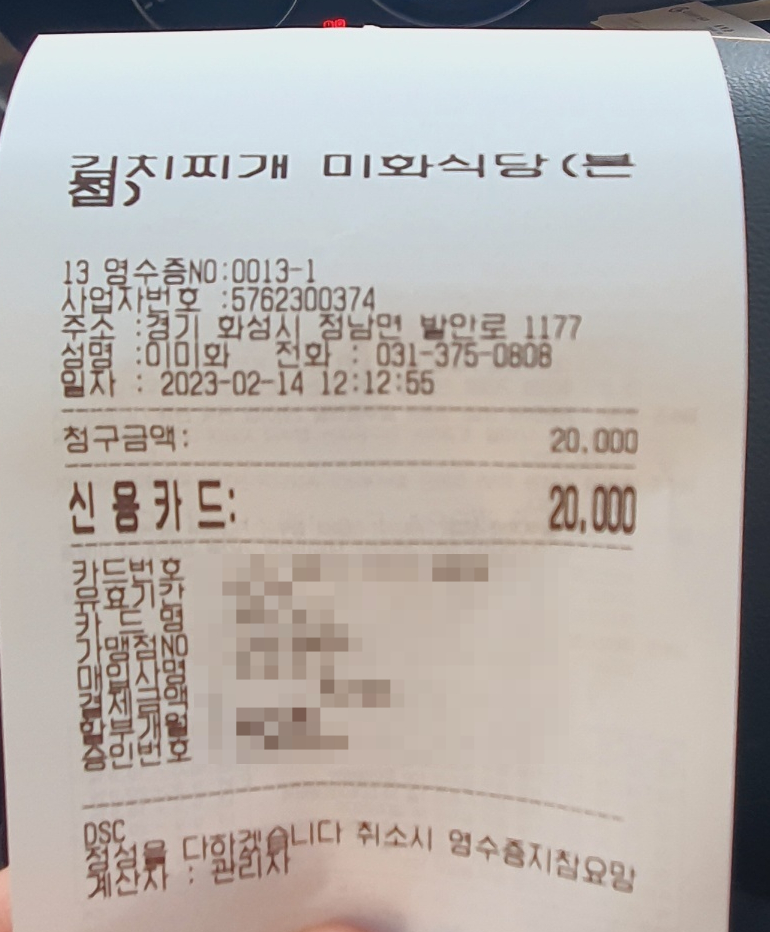 김치찌개 미화식당(본
점)
13 영수증NO:0013-1
사업자번호 :5762300374
주소 :경기 화성시 정남면 발안로 1177
성명 :이미화 전화 : 031-375-0808
일자 : 2023-02-14 12:12:55
청구금액: 20,000
신용카드: 20,000
카드번호
유효기간
카 드 명
가맹점NO
매입사명
결제금액
할부개월
승인번호
DSC
정성을 다하겠습니다 취소시 영수증지참요망
계산자 : 관리자